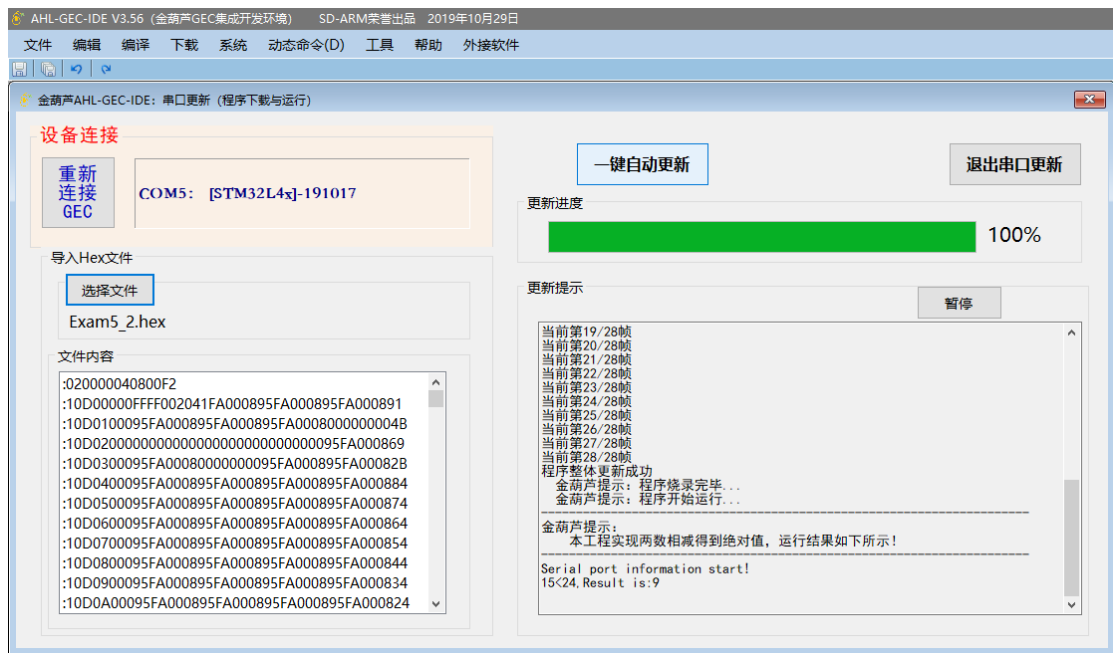 AHL-GEC-IDE V3.56 (金葫芦GEC集成开发环境) SD-ARM荣誉出品 2019年10月29日
文件 编辑 编译 下载 系统 动态命令(D) 工具 帮助 外接软件
金葫芦AHL-GEC-IDE：串口更新 (程序下载与运行)
设备连接
重新
连接
GEC
COM5： [STM32L4x]-191017
导入Hex文件
选择文件
Exam5_2.hex
文件内容
:020000040800F2
:10D00000FFFF002041FA000895FA000895FA000891
:10D0100095FA000895FA000895FA0008000000004B
:10D0200000000000000000000000000095FA000869
:10D0300095FA00080000000095FA000895FA00082B
:10D0400095FA000895FA000895FA000895FA000884
:10D0500095FA000895FA000895FA000895FA000874
:10D0600095FA000895FA000895FA000895FA000864
:10D0700095FA000895FA000895FA000895FA000854
:10D0800095FA000895FA000895FA000895FA000844
:10D0900095FA000895FA000895FA000895FA000834
:10D0A00095FA000895FA000895FA000895FA000824
一键自动更新
退出串口更新
更新进度
100%
更新提示
暂停
当前第19/28帧
当前第20/28帧
当前第21/28帧
当前第22/28帧
当前第23/28帧
当前第24/28帧
当前第25/28帧
当前第26/28帧
当前第27/28帧
当前第28/28帧
程序整体更新成功
金葫芦提示：程序烧录完毕...
金葫芦提示：程序开始运行...
金葫芦提示：
本工程实现两数相减得到绝对值，运行结果如下所示！
Serial port information start!
15<24,Result is:9